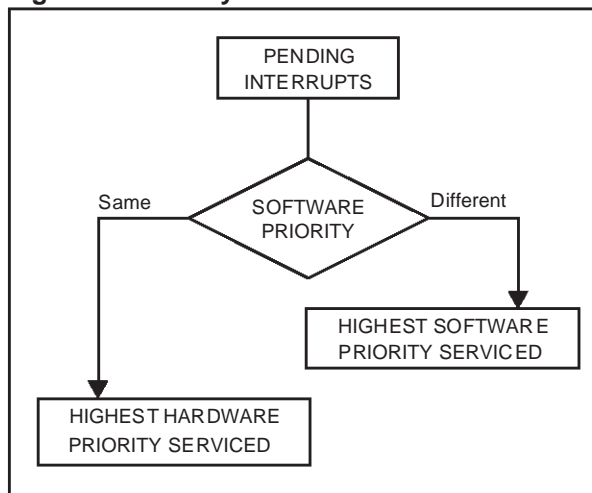 PENDING
INTERRUPTS
Same
Different
SOFTWARE
PRIORITY
HIGHEST SOFTWARE
PRIORITY SERVICED
HIGHEST HARDWARE
PRIORITY SERVICED